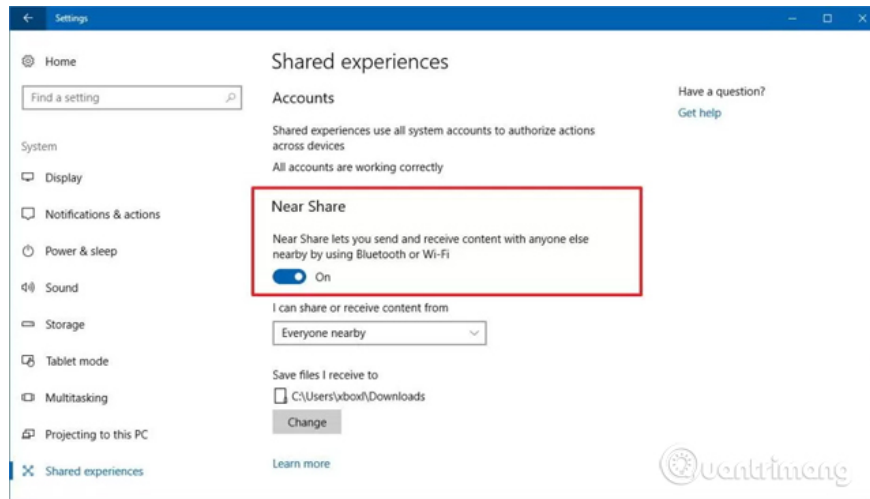 Settings
Home
Find a setting
System
Display
Notifications & actions
Power & sleep
Sound
Storage
Tablet mode
Multitasking
Projecting to this PC
Shared experiences
Shared experiences
Accounts
Shared experiences use all system accounts to authorize actions
across devices
All accounts are working correctly
Near Share
Near Share lets you send and receive content with anyone else
nearby by using Bluetooth or Wi-Fi
On
I can share or receive content from
Everyone nearby
Save files I receive to
C:\Users\xboxl\Downloads
Change
Learn more
Have a question?
Get help
Quantrimang